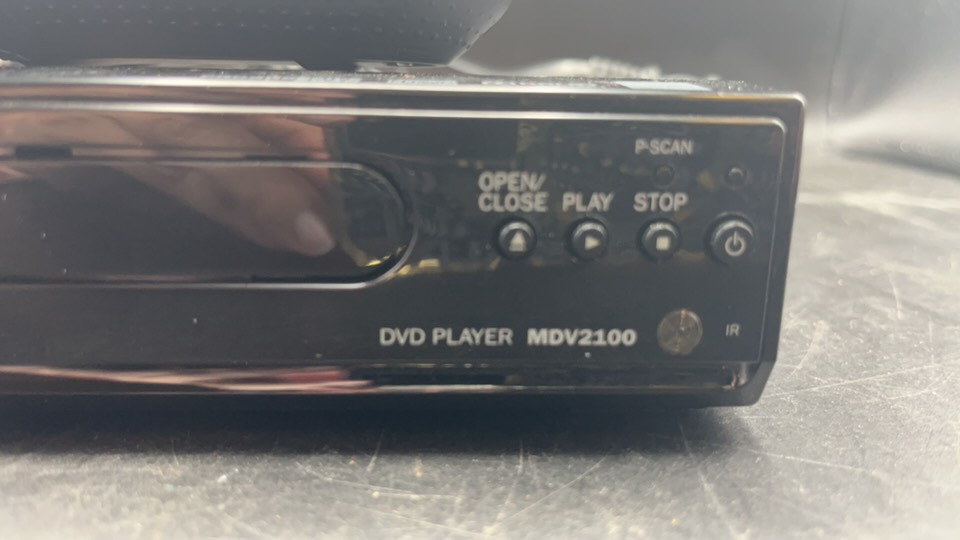 P-SCAN
OPEN/
CLOSE PLAY STOP
DVD PLAYER MDV2100
IR